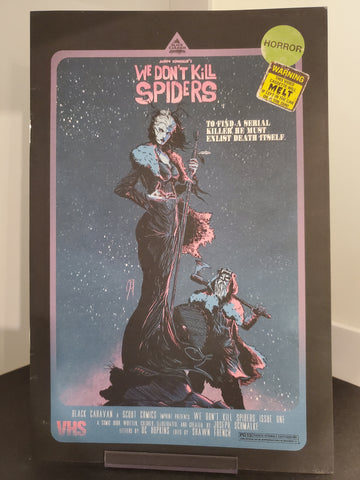 BLACK CARAVAN
HORROR
WE DON'T KILL
SPIDERS
WARNING
MELT
TO FIND A SERIAL
KILLER HE MUST
ENLIST DEATH ITSELF.
BLACK CARAVAN A SCOUT COMICS IMPRINT PRESENTS WE DON'T KILL SPIDERS ISSUE ONE
A COMIC BOOK WRITTEN, COLORED ILLUSTRATED, AND CREATED BY JOSEPH SCHMALKE
LETTERS BY DC HOPKINS EDITS BY SHAWN FRENCH
VHS